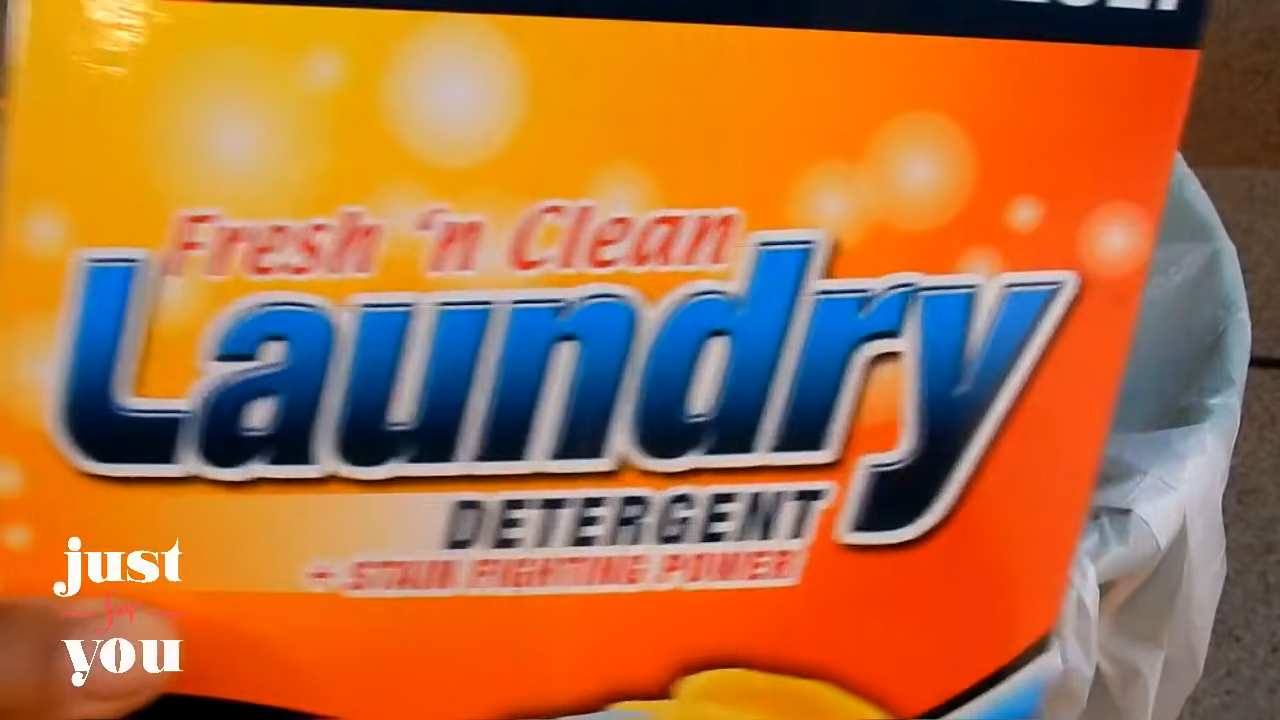 Fresh 'n Clean
Laundry
DETERGENT
+ STAIN FIGHTING POWER
just
for
you